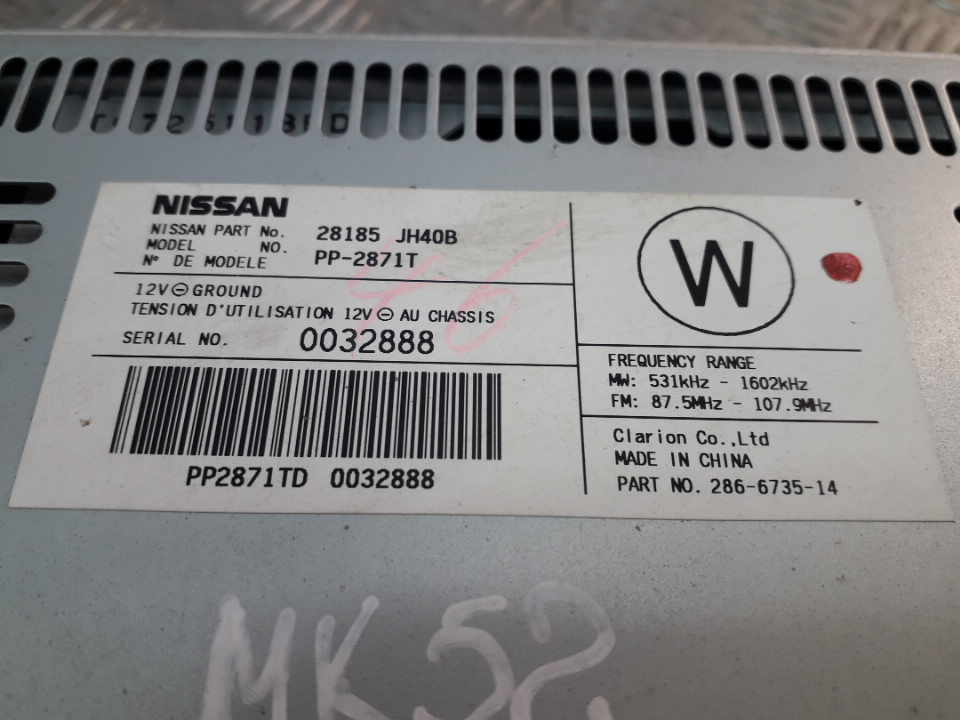 NISSAN
NISSAN PART No. 28185 JH40B
MODEL NO.
N° DE MODELE PP-2871T
12V ⊖ GROUND
TENSION D'UTILISATION 12V ⊖ AU CHASSIS
SERIAL NO. 0032888
PP2871TD 0032888
W
FREQUENCY RANGE
MW: 531kHz - 1602kHz
FM: 87.5MHz - 107.9MHz
Clarion Co.,Ltd
MADE IN CHINA
PART NO. 286-6735-14
MK52